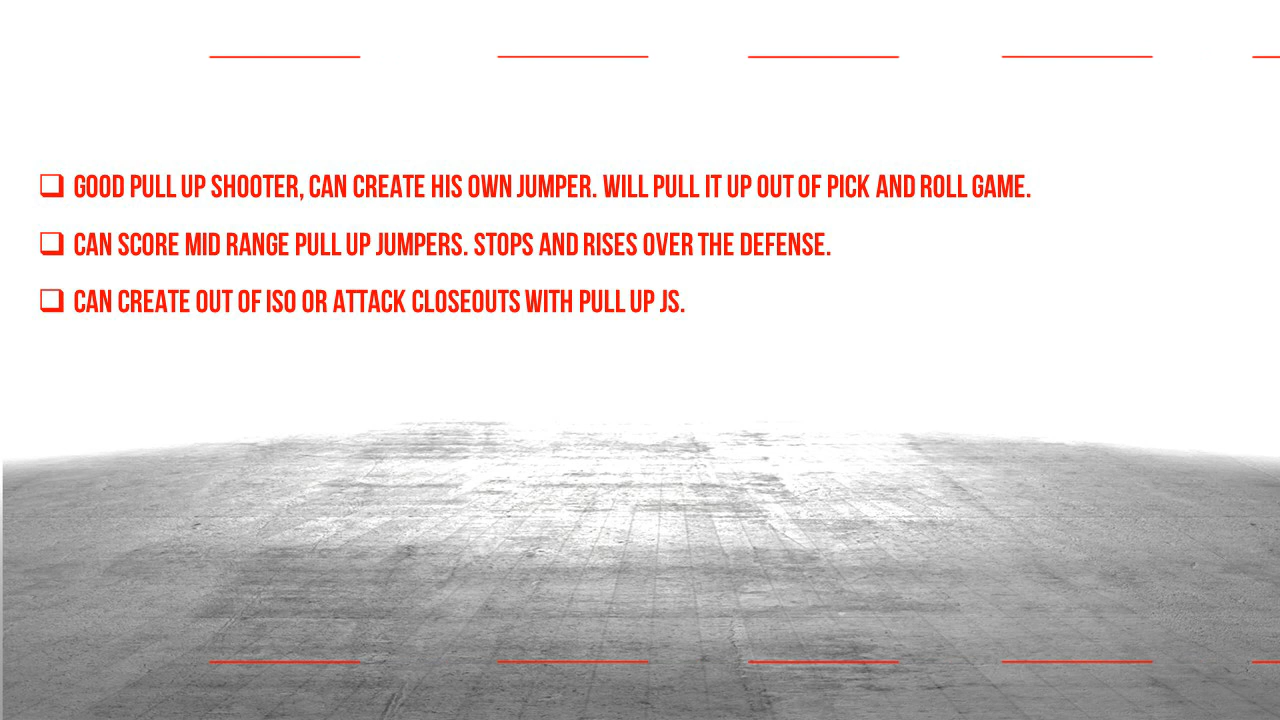 ❑ GOOD PULL UP SHOOTER, CAN CREATE HIS OWN JUMPER. WILL PULL IT UP OUT OF PICK AND ROLL GAME.
❑ CAN SCORE MID RANGE PULL UP JUMPERS. STOPS AND RISES OVER THE DEFENSE.
❑ CAN CREATE OUT OF ISO OR ATTACK CLOSEOUTS WITH PULL UP JS.